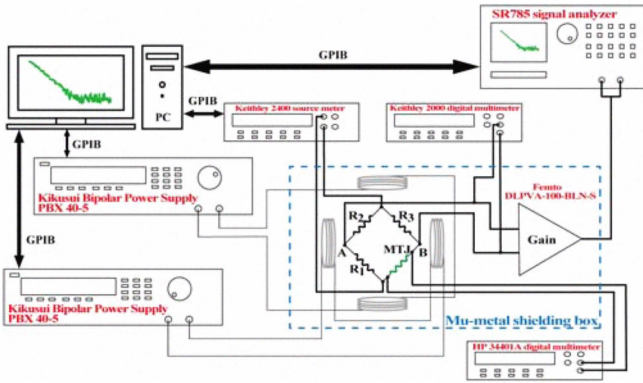 SR785 signal analyzer
GPIB
PC
GPIB
Keithley 2400 source meter
Keithley 2000 digital multimeter
GPIB
Kikusui Bipolar Power Supply
PBX 40-5
Femto
DLPVA-100-BLN-S
R2
R3
A
MTJ
B
Gain
R1
GPIB
Kikusui Bipolar Power Supply
PBX 40-5
Mu-metal shielding box
HP 34401A digital multimeter